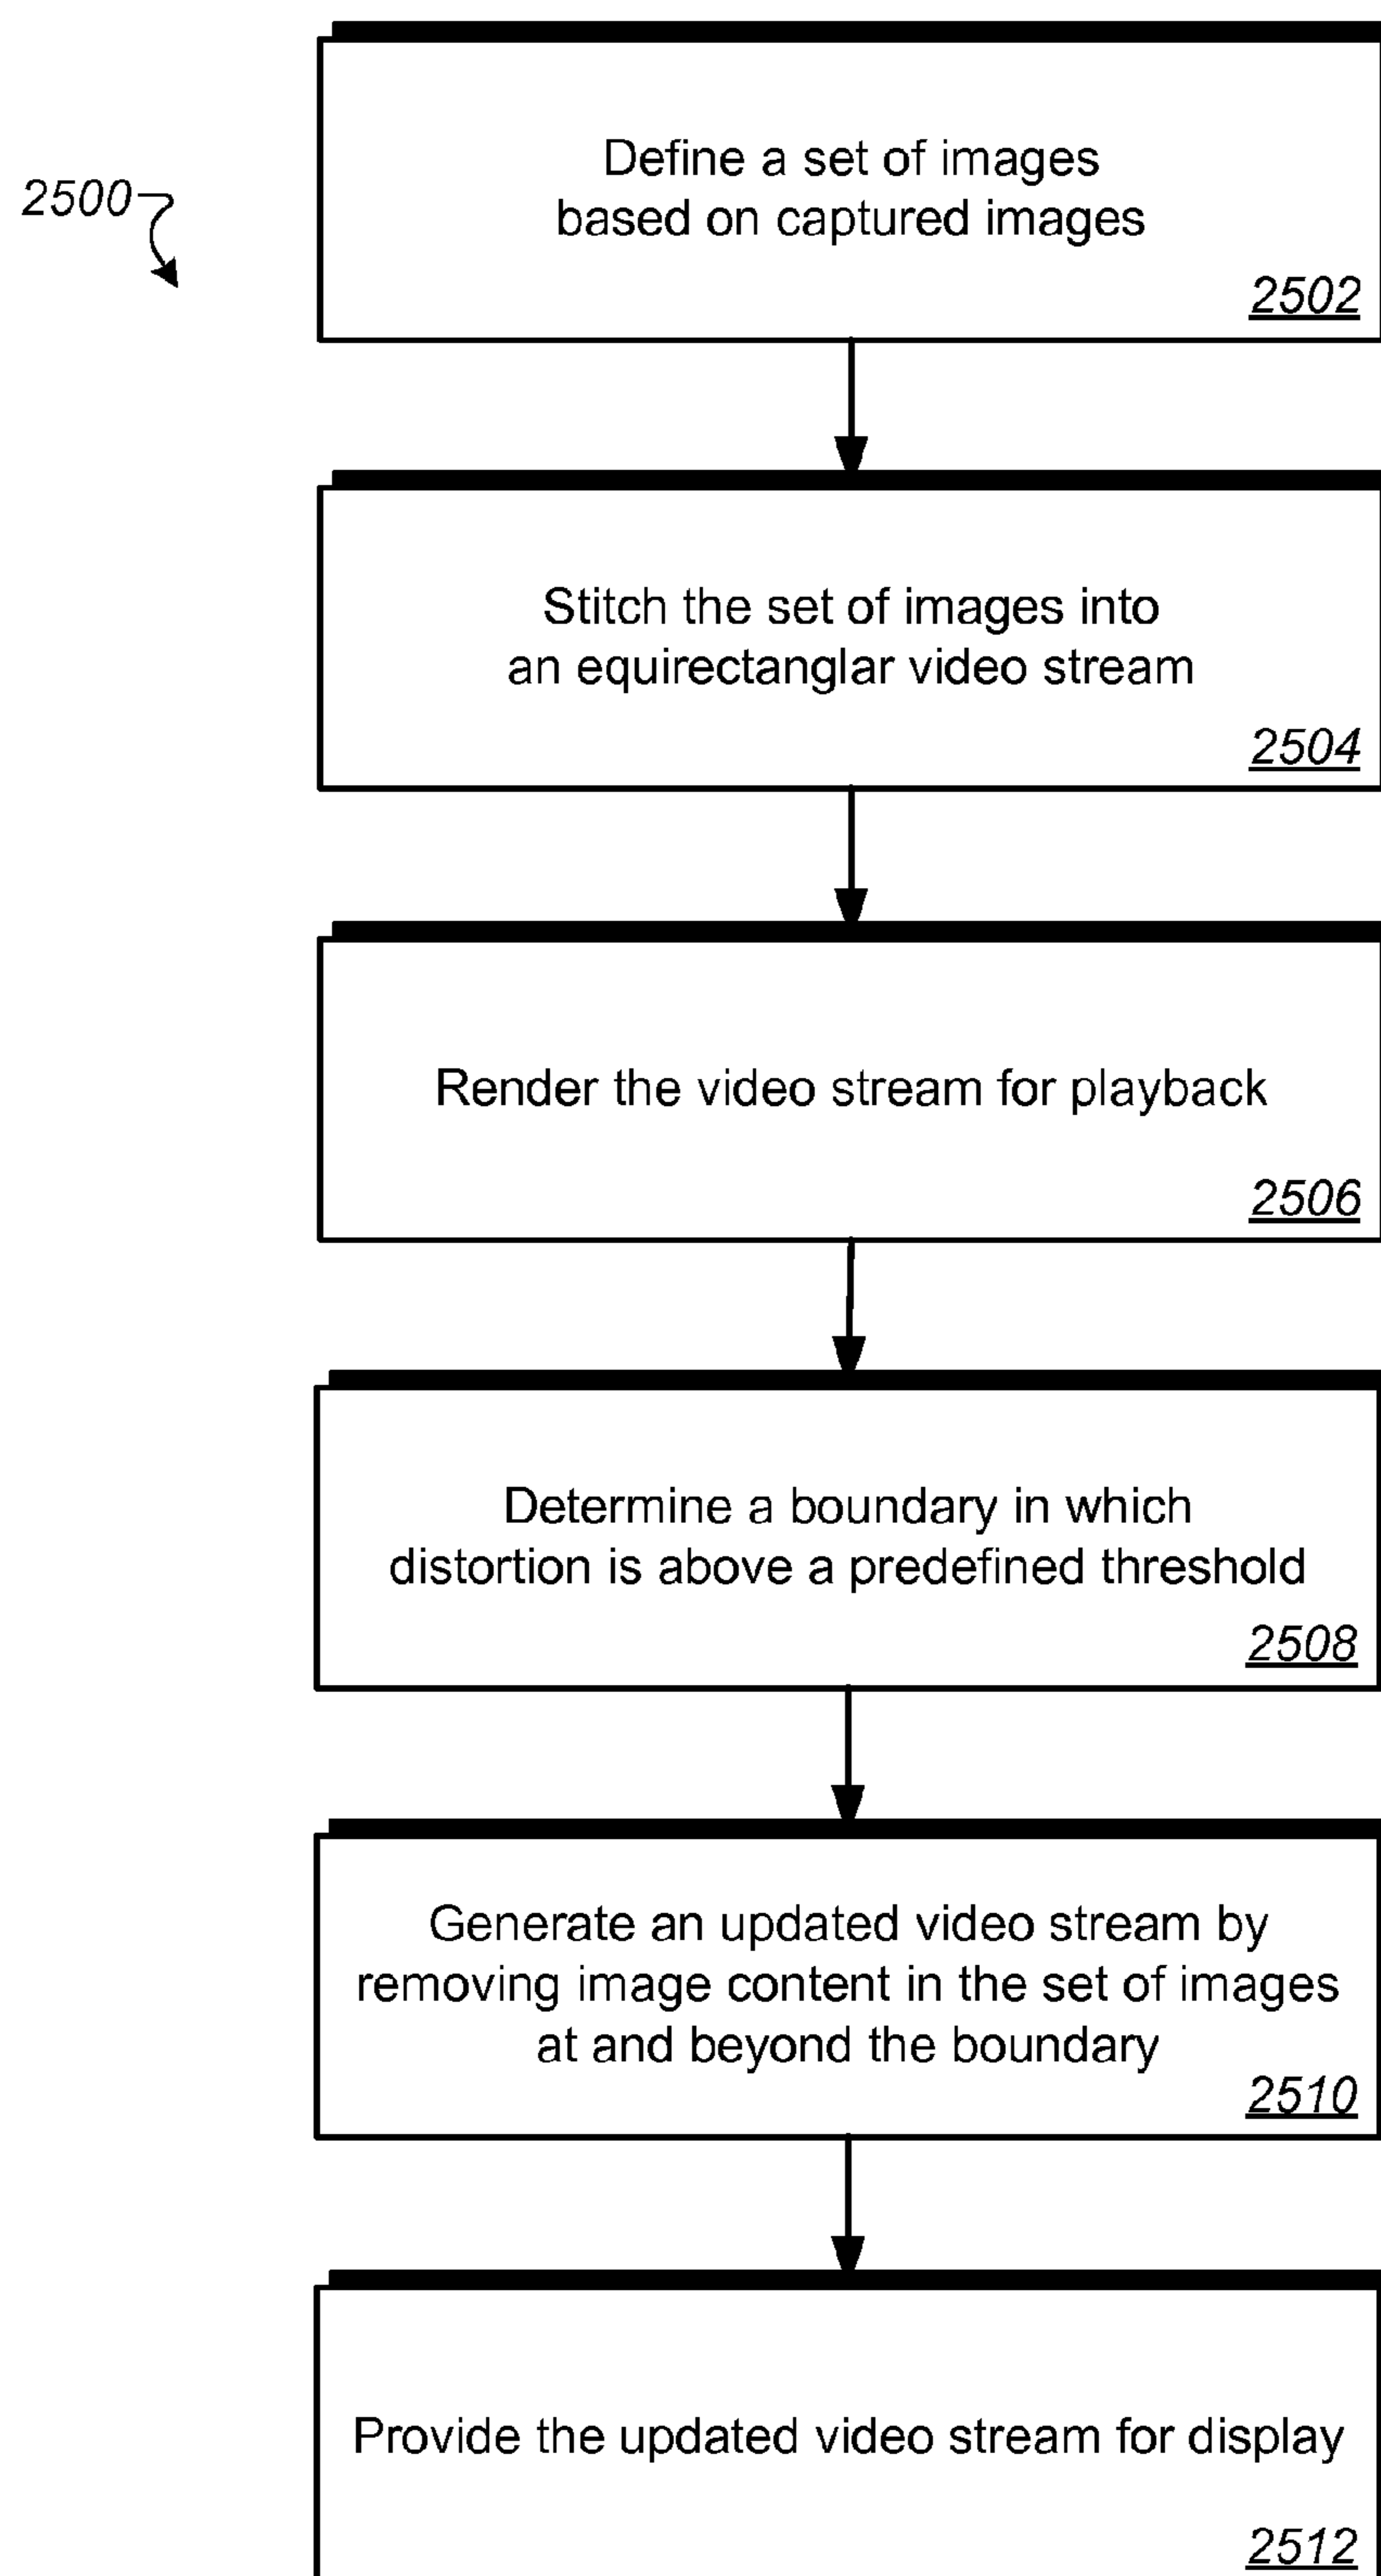 2500
Define a set of images
based on captured images
2502
Stitch the set of images into
an equirectanglar video stream
2504
Render the video stream for playback
2506
Determine a boundary in which
distortion is above a predefined threshold
2508
Generate an updated video stream by
removing image content in the set of images
at and beyond the boundary
2510
Provide the updated video stream for display
2512